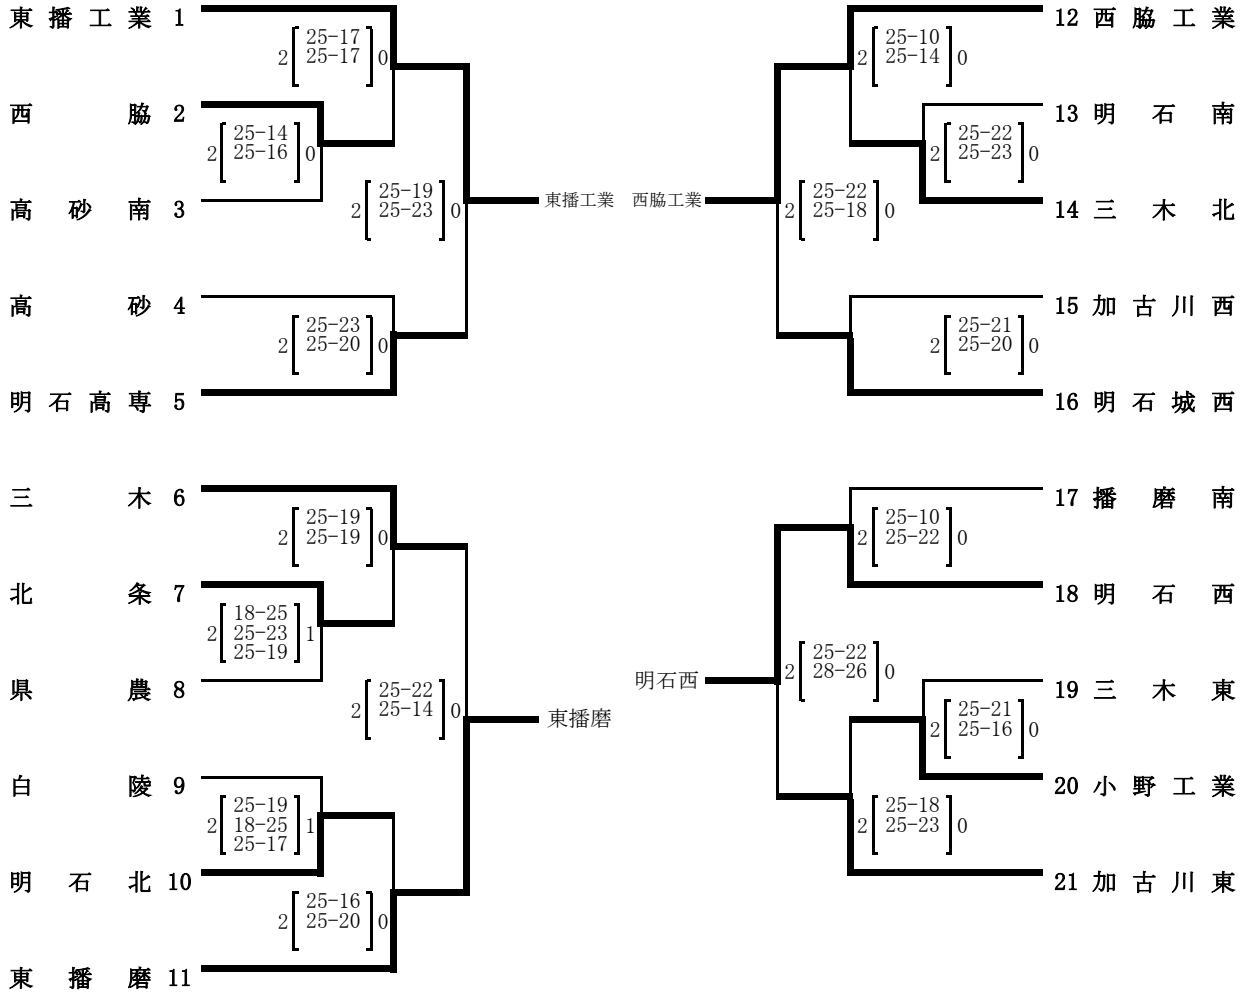 東播工業 1
2 25-17 0
25-17
西脇 2
2 25-14 0
25-16
高砂南 3
2 25-19 0
25-23
東播工業
高砂 4
2 25-23 0
25-20
明石高専 5
三木 6
2 25-19 0
25-19
北条 7
2 18-25 1
25-23
25-19
県農 8
2 25-22 0
25-14
東播磨
白陵 9
2 25-19 1
18-25
25-17
明石北 10
2 25-16 0
25-20
東播磨 11
12 西脇工業
2 25-10 0
25-14
13 明石南
2 25-22 0
25-23
14 三木北
西脇工業
2 25-22 0
25-18
15 加古川西
2 25-21 0
25-20
16 明石城西
17 播磨南
2 25-10 0
25-22
18 明石西
明石西
2 25-22 0
28-26
19 三木東
2 25-21 0
25-16
20 小野工業
2 25-18 0
25-23
21 加古川東